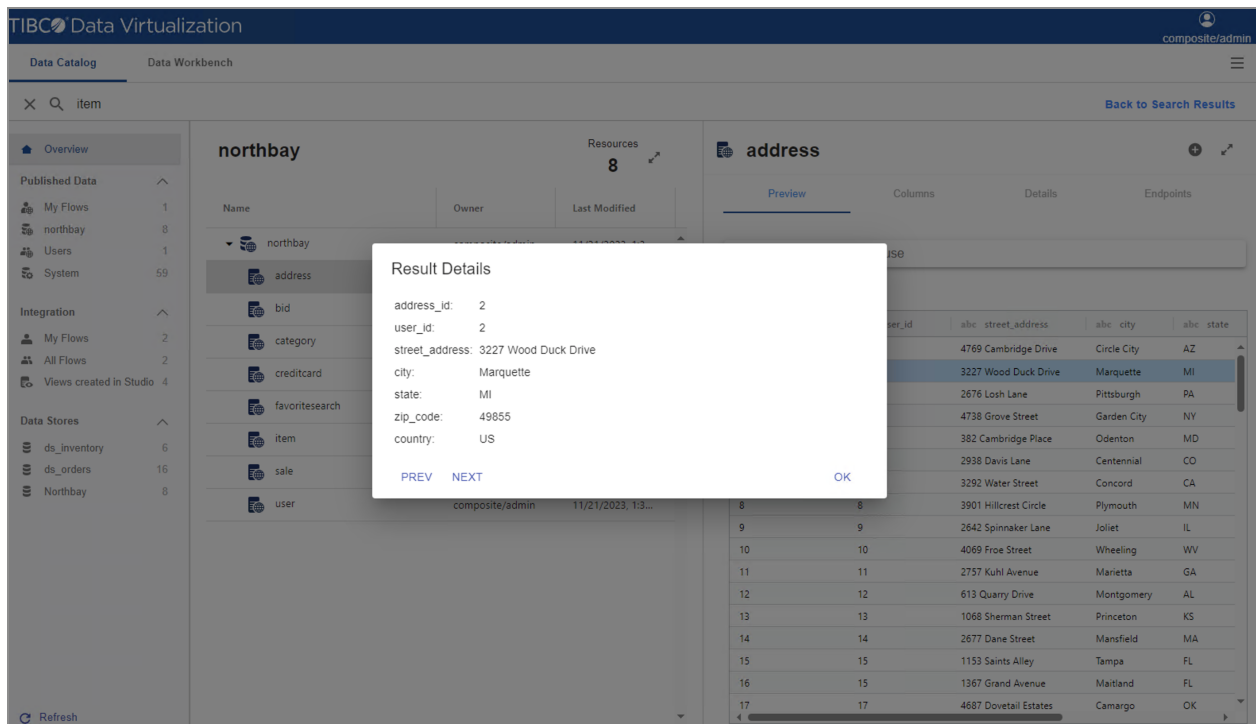 TIBCO Data Virtualization
composite/admin
Data Catalog Data Workbench
item Back to Search Results
Overview
Published Data
My Flows 1
northbay 8
Users 1
System 59
Integration
My Flows 2
All Flows 2
Views created in Studio 4
Data Stores
ds_inventory 6
ds_orders 16
Northbay 8
Refresh
northbay Resources 8
Name Owner Last Modified
northbay
address
bid
category
creditcard
favoritesearch
item
sale
user composite/admin 11/21/2023, 1:3...
Result Details
address_id: 2
user_id: 2
street_address: 3227 Wood Duck Drive
city: Marquette
state: MI
zip_code: 49855
country: US
PREV NEXT OK
address
Preview Columns Details Endpoints
abc street_address abc city abc state
4769 Cambridge Drive Circle City AZ
3227 Wood Duck Drive Marquette MI
2676 Losh Lane Pittsburgh PA
4738 Grove Street Garden City NY
382 Cambridge Place Odenton MD
2938 Davis Lane Centennial CO
3292 Water Street Concord CA
8 8 3901 Hillcrest Circle Plymouth MN
9 9 2642 Spinnaker Lane Joliet IL
10 10 4069 Froe Street Wheeling WV
11 11 2757 Kuhl Avenue Marietta GA
12 12 613 Quarry Drive Montgomery AL
13 13 1068 Sherman Street Princeton KS
14 14 2677 Dane Street Mansfield MA
15 15 1153 Saints Alley Tampa FL
16 15 1367 Grand Avenue Maitland FL
17 17 4687 Dovetail Estates Camargo OK